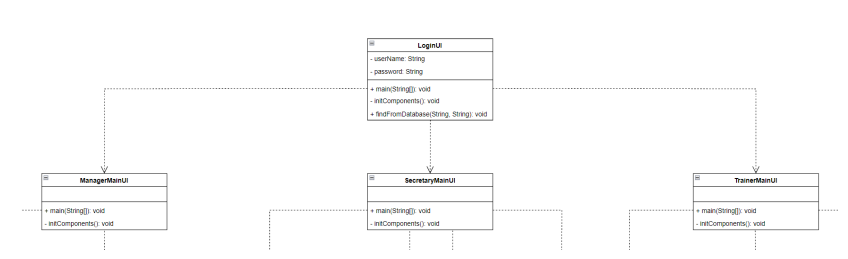 LoginUI
- userName: String
- password: String
+ main(String[]): void
- initComponents(): void
+ findFromDatabase(String, String): void
ManagerMainUI
+ main(String[]): void
- initComponents(): void
SecretaryMainUI
+ main(String[]): void
- initComponents(): void
TrainerMainUI
+ main(String[]): void
- initComponents(): void